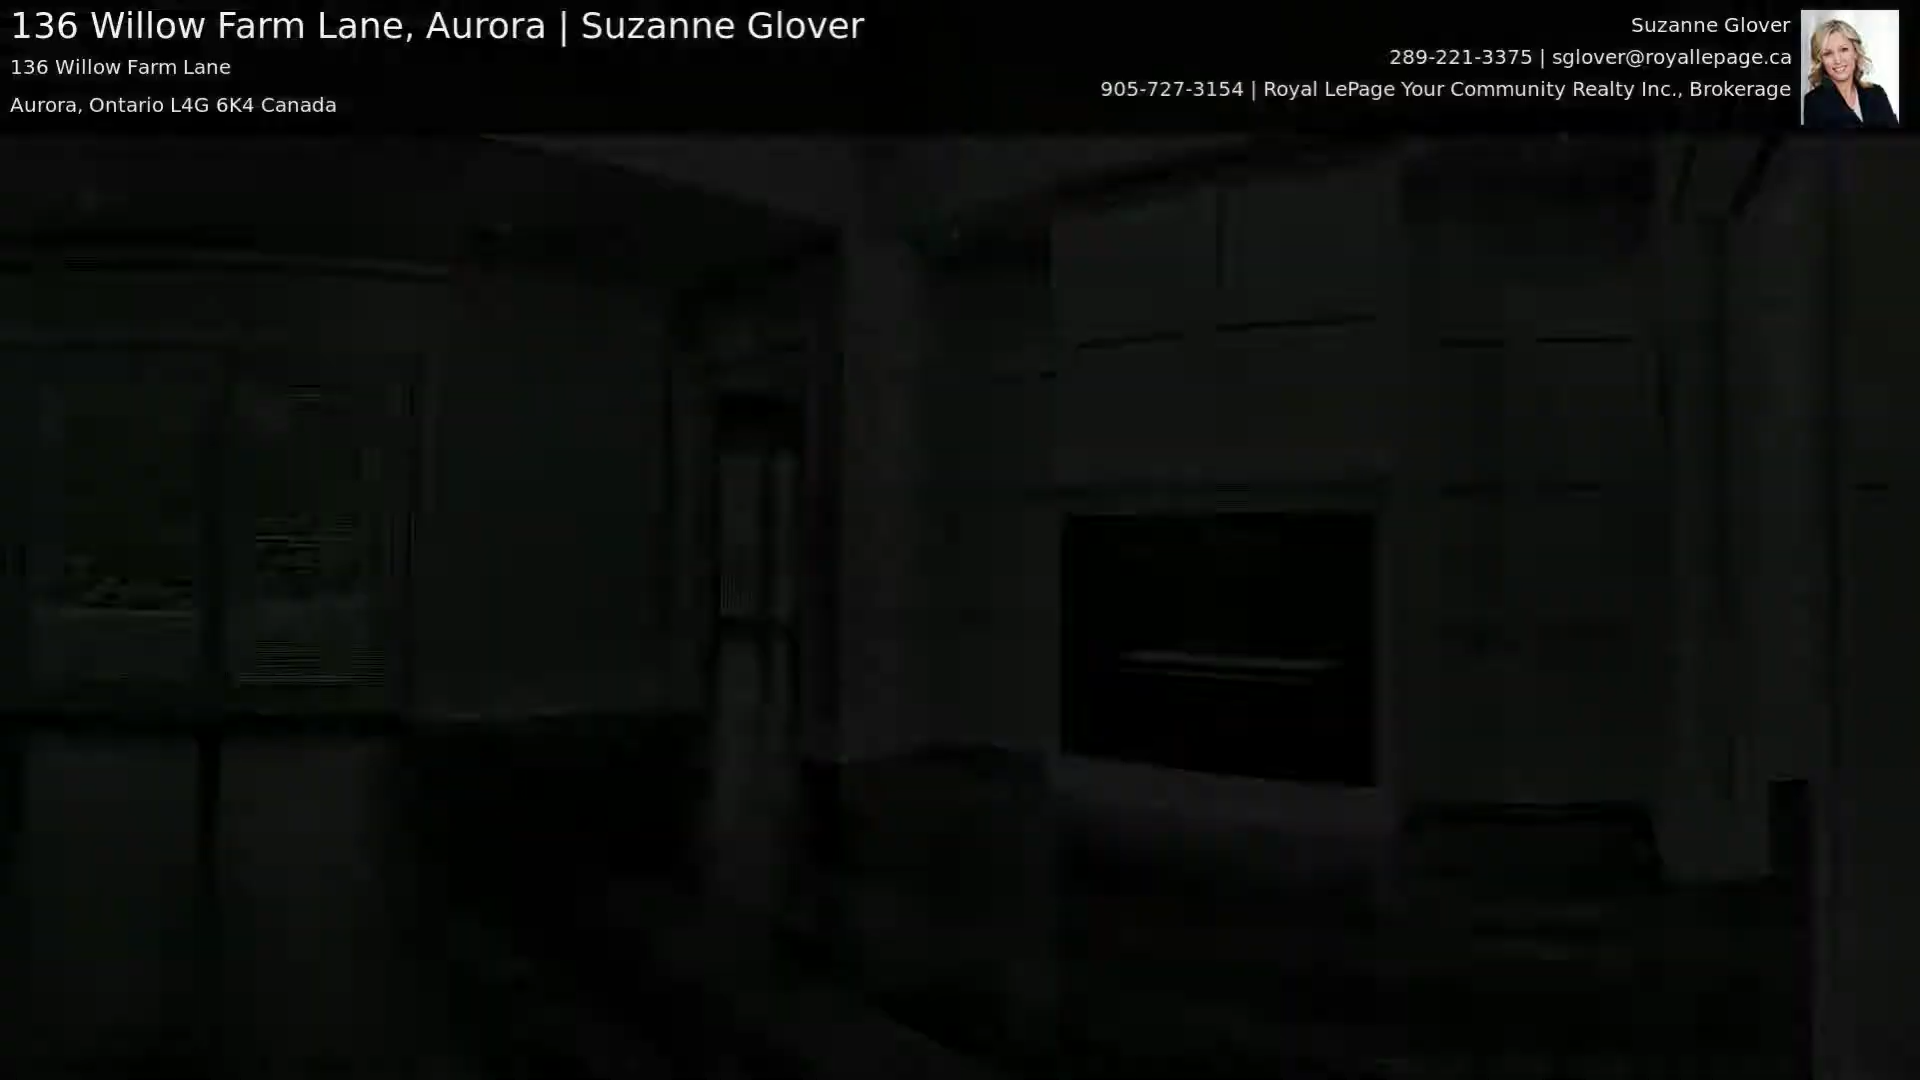 136 Willow Farm Lane, Aurora | Suzanne Glover
136 Willow Farm Lane
Aurora, Ontario L4G 6K4 Canada
Suzanne Glover
289-221-3375 | sglover@royallepage.ca
905-727-3154 | Royal LePage Your Community Realty Inc., Brokerage